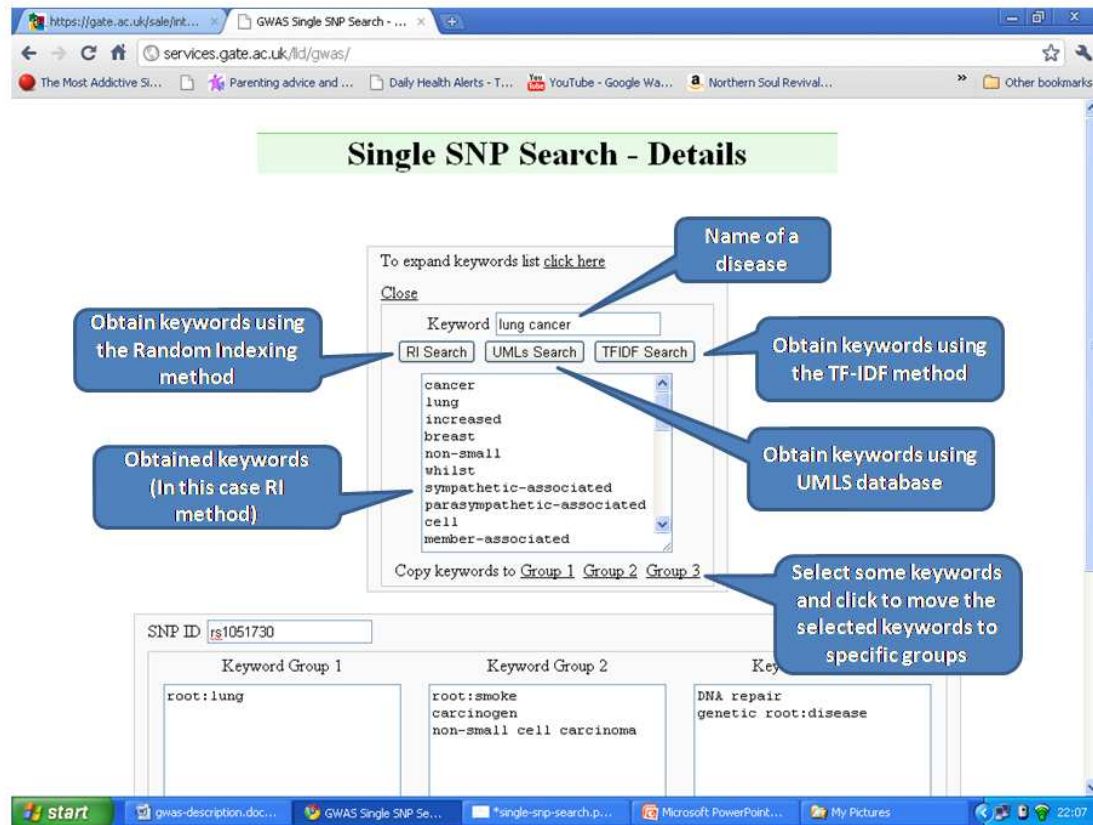 https://gate.ac.uk/sale/int...
GWAS Single SNP Search - ...
services.gate.ac.uk/lld/gwas/
The Most Addictive Si...
Parenting advice and ...
Daily Health Alerts - T...
YouTube - Google Wa...
Northern Soul Revival...
»
Other bookmarks
Single SNP Search - Details
Name of a
disease
To expand keywords list click here
Close
Keyword lung cancer
RI Search UMLs Search TFIDF Search
Obtain keywords using
the Random Indexing
method
Obtain keywords using
the TF-IDF method
cancer
lung
increased
breast
non-small
whilst
sympathetic-associated
parasympathetic-associated
cell
member-associated
Obtained keywords
(In this case RI
method)
Obtain keywords using
UMLS database
Copy keywords to Group 1 Group 2 Group 3
Select some keywords
and click to move the
selected keywords to
specific groups
SNP ID rs1051730
Keyword Group 1
Keyword Group 2
Key
root:lung
root:smoke
carcinogen
non-small cell carcinoma
DNA repair
genetic root:disease
start
gwas-description.doc...
GWAS Single SNP Se...
*single-snp-search.p...
Microsoft PowerPoint...
My Pictures
22:07